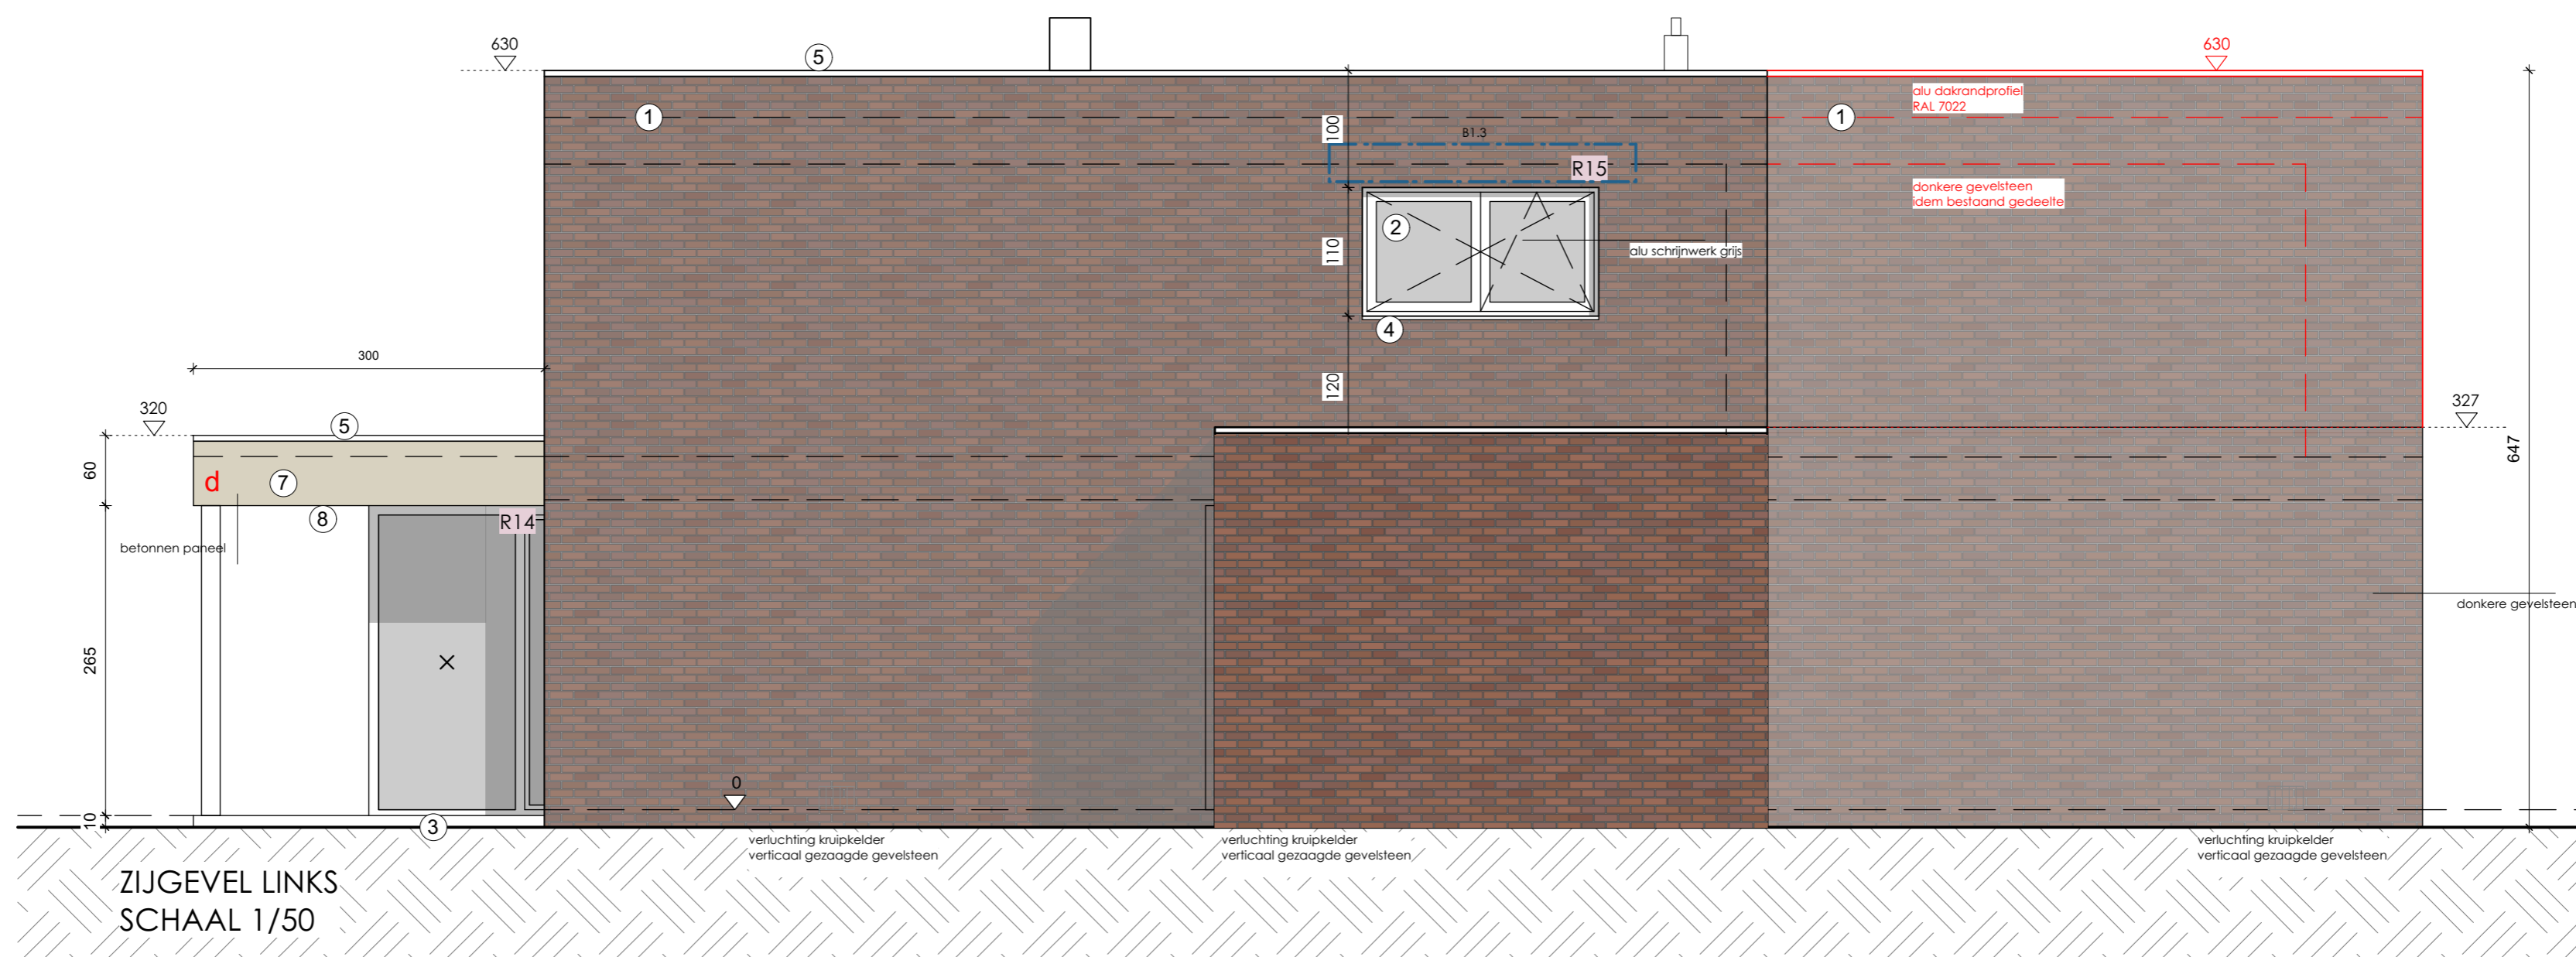 630
5
630
alu dakrandprofiel
RAL 7022
1
1
100
B1.3
R15
donkere gevelsteen
idem bestaand gedeelte
2
110
alu schrijnwerk grijs
4
300
120
320
5
327
647
60
d
7
8
R14
betonnen paneel
donkere gevelsteen
265
0
10
3
verluchting kruipkelder
verticaal gezaagde gevelsteen
verluchting kruipkelder
verticaal gezaagde gevelsteen
verluchting kruipkelder
verticaal gezaagde gevelsteen
ZIJGEVEL LINKS
SCHAAL 1/50